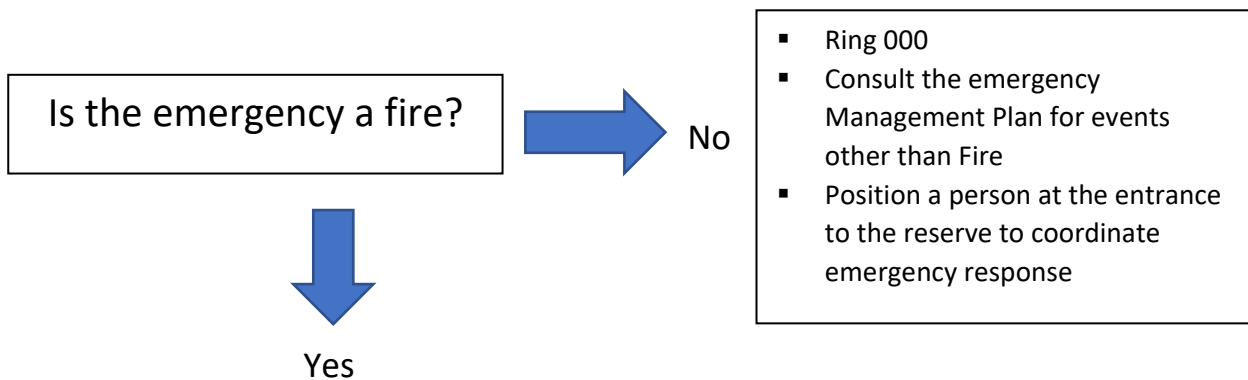 Is the emergency a fire?
No
▪ Ring 000
▪ Consult the emergency
Management Plan for events
other than Fire
▪ Position a person at the entrance
to the reserve to coordinate
emergency response
Yes